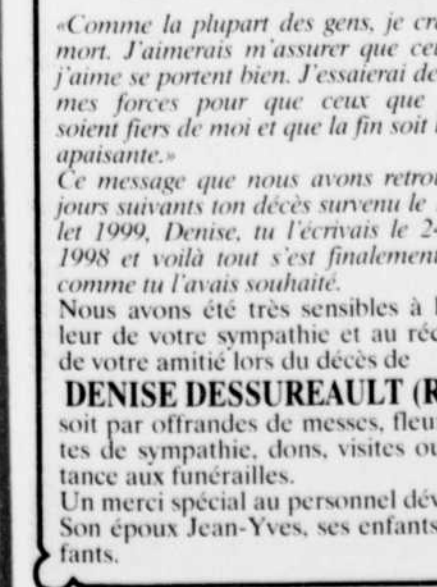 «Comme la plupart des gens, je cr
mort. J'aimerais m'assurer que ce
j'aime se portent bien. J'essaierai de
mes forces pour que ceux que
soient fiers de moi et que la fin soit
apaisante.»
Ce message que nous avons retrou
jours suivants ton décès survenu le
let 1999, Denise, tu l'écrivais le 24
1998 et voilà tout s'est finalement
comme tu l'avais souhaité.
Nous avons été très sensibles à l
leur de votre sympathie et au réc
de votre amitié lors du décès de
DENISE DESSUREAULT (R
soit par offrandes de messes, fleu
tes de sympathie, dons, visites ou
tance aux funérailles.
Un merci spécial au personnel dév
Son époux Jean-Yves, ses enfants
fants.